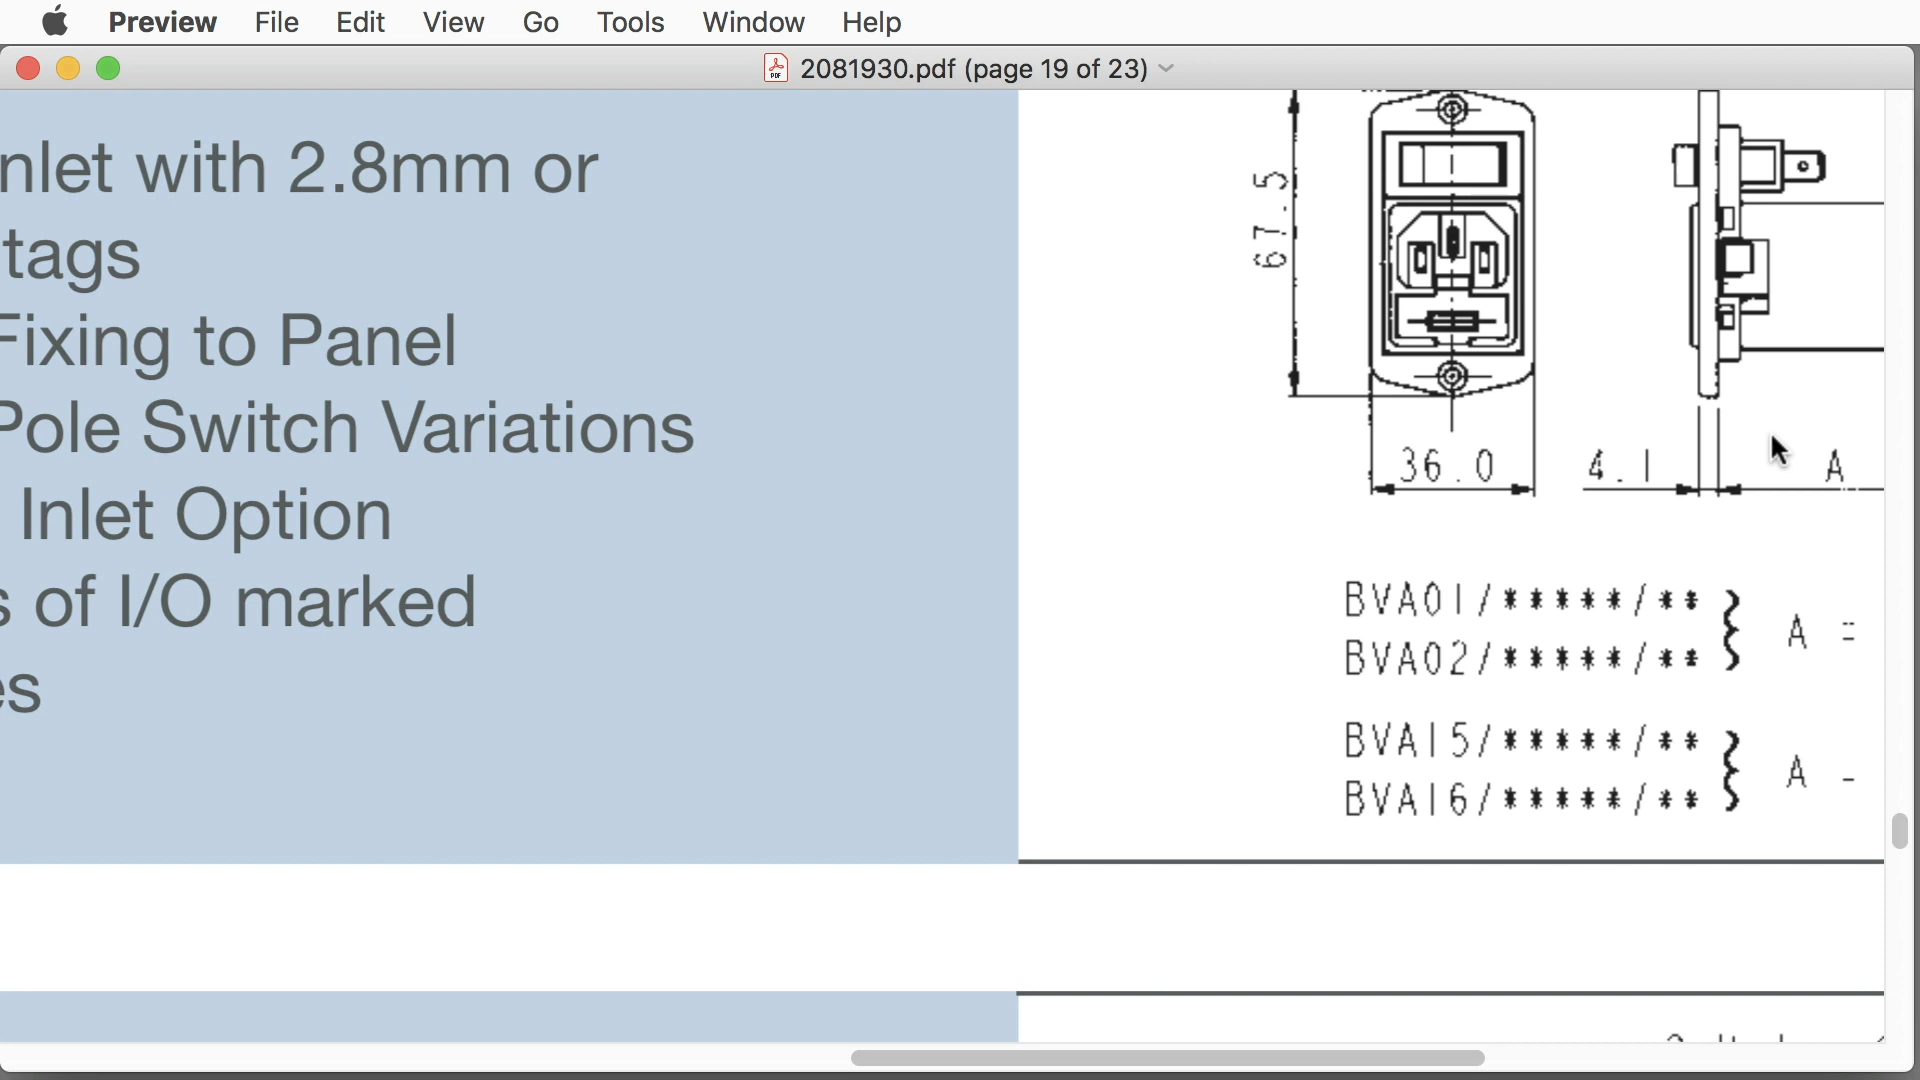 Preview File Edit View Go Tools Window Help
2081930.pdf (page 19 of 23)
nlet with 2.8mm or
tags
Fixing to Panel
Pole Switch Variations
Inlet Option
s of I/O marked
es
67.5
36.0
4.1
A
BVA01/*****/**
BVA02/*****/**
A =
BVA15/*****/**
BVA16/*****/**
A -